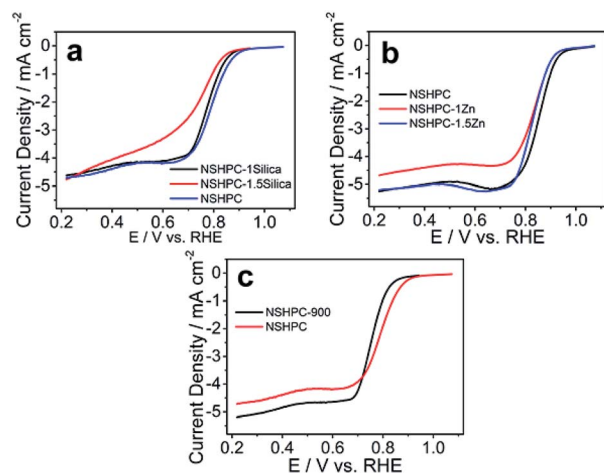 a
Current Density / mA cm-2
0
-1
-2
-3
-4
-5
NSHPC-1Silica
NSHPC-1.5Silica
NSHPC
0.2 0.4 0.6 0.8 1.0
E / V vs. RHE
b
Current Density / mA cm-2
0
-1
-2
-3
-4
-5
-6
NSHPC
NSHPC-1Zn
NSHPC-1.5Zn
0.2 0.4 0.6 0.8 1.0
E / V vs. RHE
c
Current Density / mA cm-2
0
-1
-2
-3
-4
-5
NSHPC-900
NSHPC
0.2 0.4 0.6 0.8 1.0
E / V vs. RHE